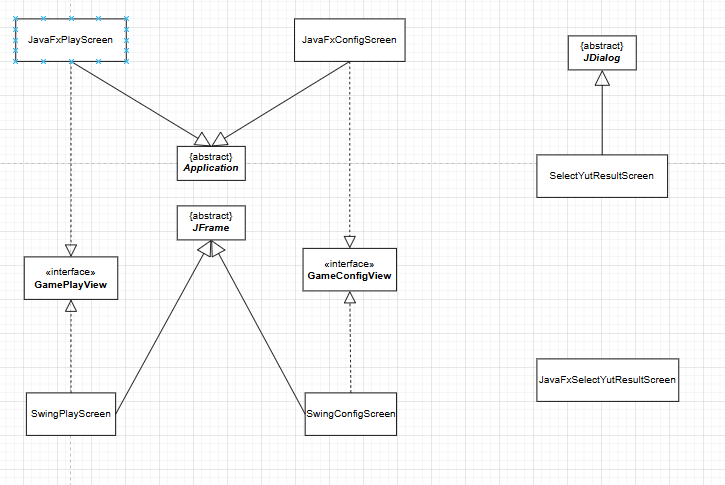 JavaFxPlayScreen
JavaFxConfigScreen
{abstract}
JDialog
{abstract}
Application
SelectYutResultScreen
{abstract}
JFrame
«interface»
GamePlayView
«interface»
GameConfigView
JavaFxSelectYutResultScreen
SwingPlayScreen
SwingConfigScreen